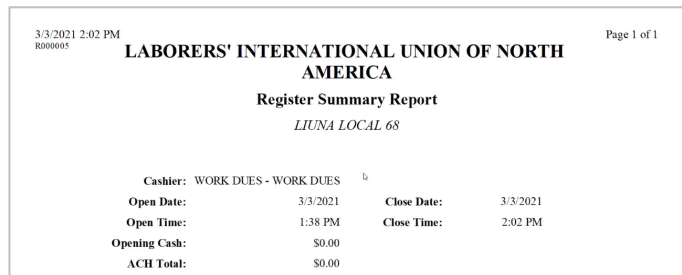 3/3/2021 2:02 PM Page 1 of 1
R000005
LABORERS' INTERNATIONAL UNION OF NORTH
AMERICA
Register Summary Report
LIUNA LOCAL 68
Cashier: WORK DUES - WORK DUES
Open Date: 3/3/2021 Close Date: 3/3/2021
Open Time: 1:38 PM Close Time: 2:02 PM
Opening Cash: $0.00
ACH Total: $0.00